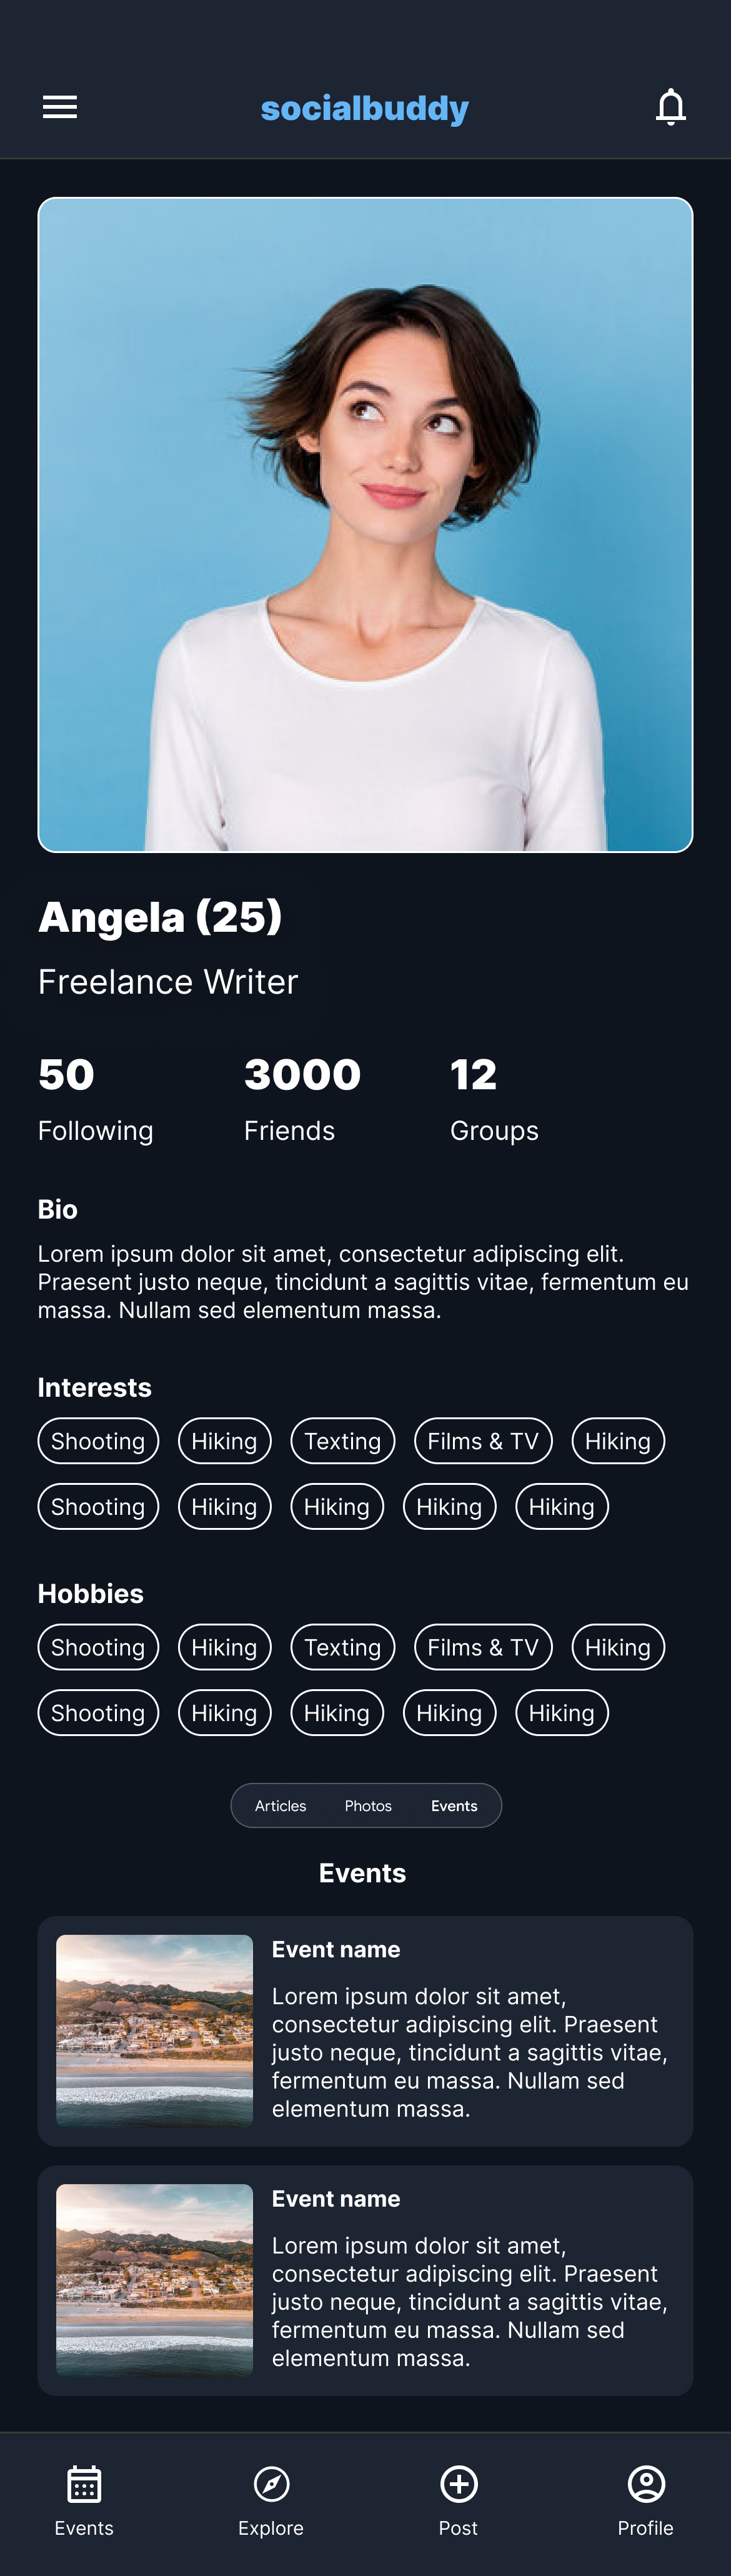 socialbuddy
Angela (25)
Freelance Writer
50 3000 12
Following Friends Groups
Bio
Lorem ipsum dolor sit amet, consectetur adipiscing elit.
Praesent justo neque, tincidunt a sagittis vitae, fermentum eu
massa. Nullam sed elementum massa.
Interests
Shooting Hiking Texting Films & TV Hiking
Shooting Hiking Hiking Hiking Hiking
Hobbies
Shooting Hiking Texting Films & TV Hiking
Shooting Hiking Hiking Hiking Hiking
Articles Photos Events
Events
Event name
Lorem ipsum dolor sit amet,
consectetur adipiscing elit. Praesent
justo neque, tincidunt a sagittis vitae,
fermentum eu massa. Nullam sed
elementum massa.
Event name
Lorem ipsum dolor sit amet,
consectetur adipiscing elit. Praesent
justo neque, tincidunt a sagittis vitae,
fermentum eu massa. Nullam sed
elementum massa.
Events Explore Post Profile